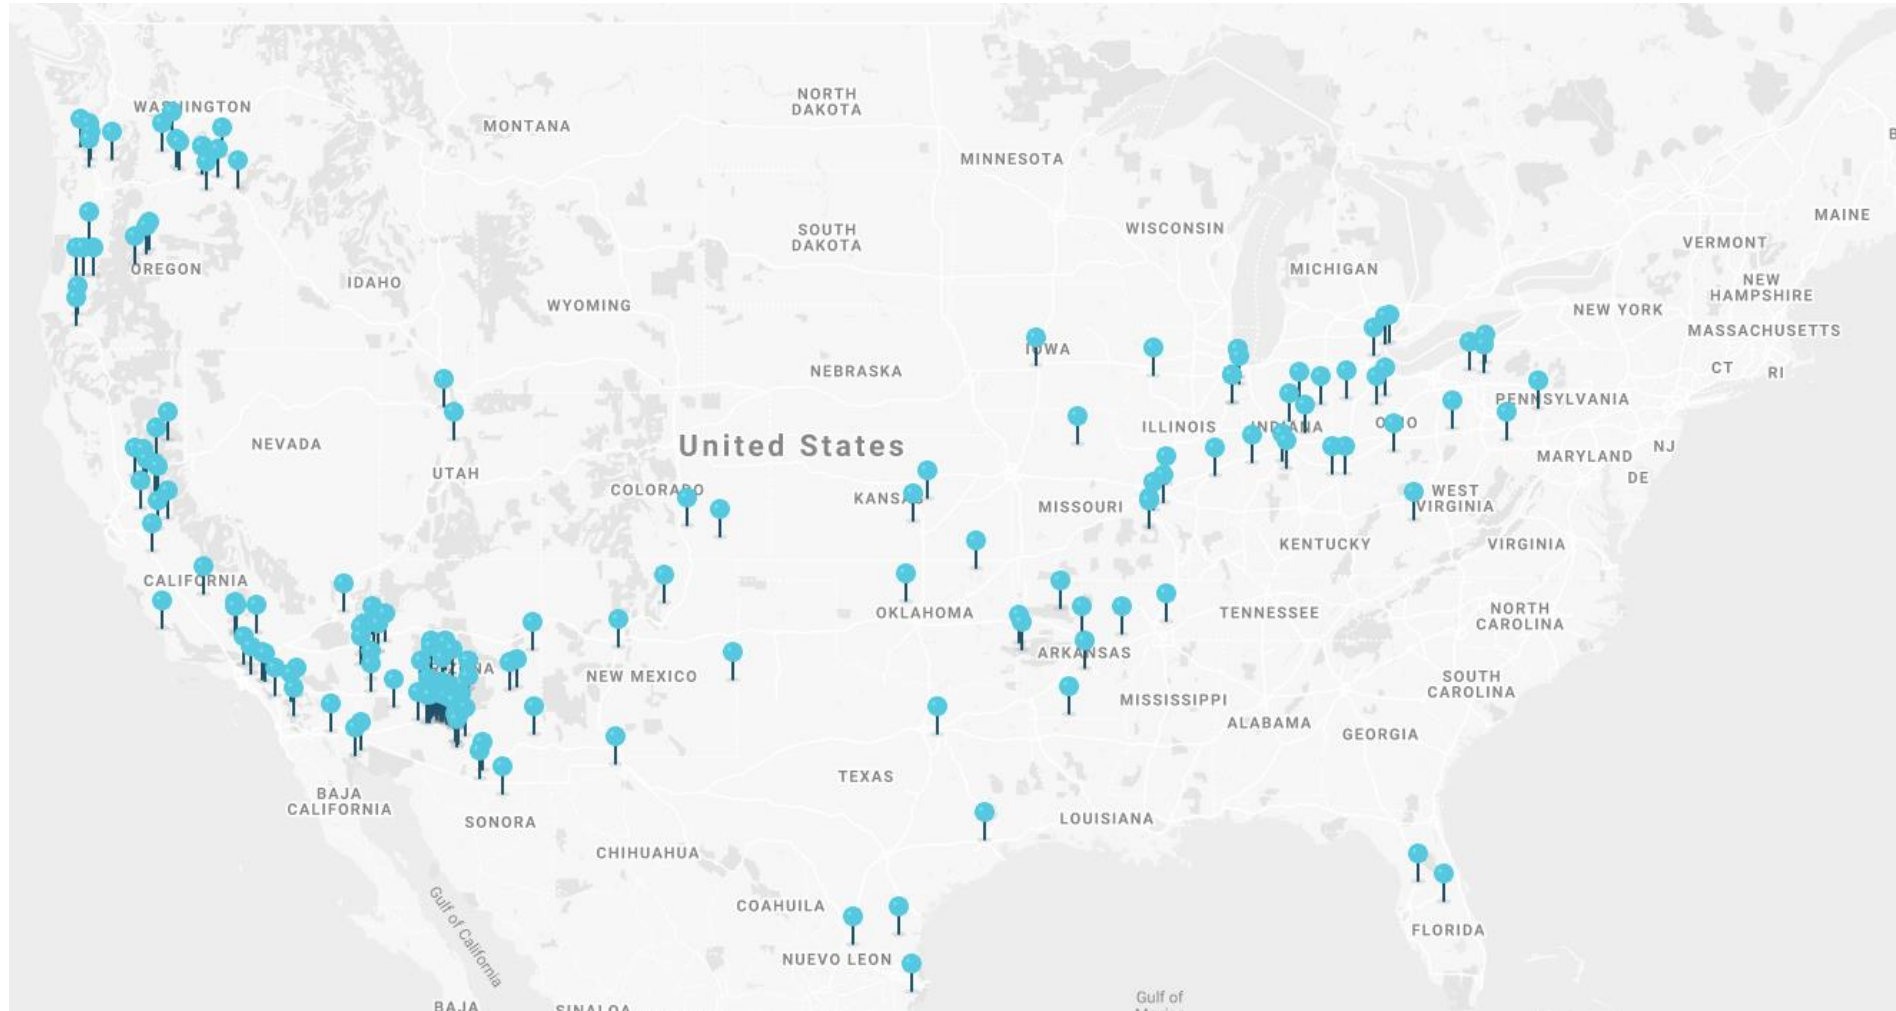 WASHINGTON
MONTANA
NORTH
DAKOTA
MINNESOTA
SOUTH
DAKOTA
WISCONSIN
MICHIGAN
MAINE
VERMONT
NEW
HAMPSHIRE
NEW YORK
MASSACHUSETTS
CT
RI
OREGON
IDAHO
WYOMING
IOWA
NEBRASKA
PENNSYLVANIA
ILLINOIS
INDIANA
OHIO
NEVADA
United States
MARYLAND
NJ
DE
UTAH
COLORADO
KANSAS
MISSOURI
WEST
VIRGINIA
KENTUCKY
VIRGINIA
CALIFORNIA
OKLAHOMA
TENNESSEE
NORTH
CAROLINA
ARKANSAS
ARIZONA
NEW MEXICO
SOUTH
CAROLINA
MISSISSIPPI
ALABAMA
GEORGIA
TEXAS
BAJA
CALIFORNIA
SONORA
LOUISIANA
CHIHUAHUA
COAHUILA
Gulf of California
FLORIDA
NUEVO LEON
BAJA
SINALOA
Gulf of